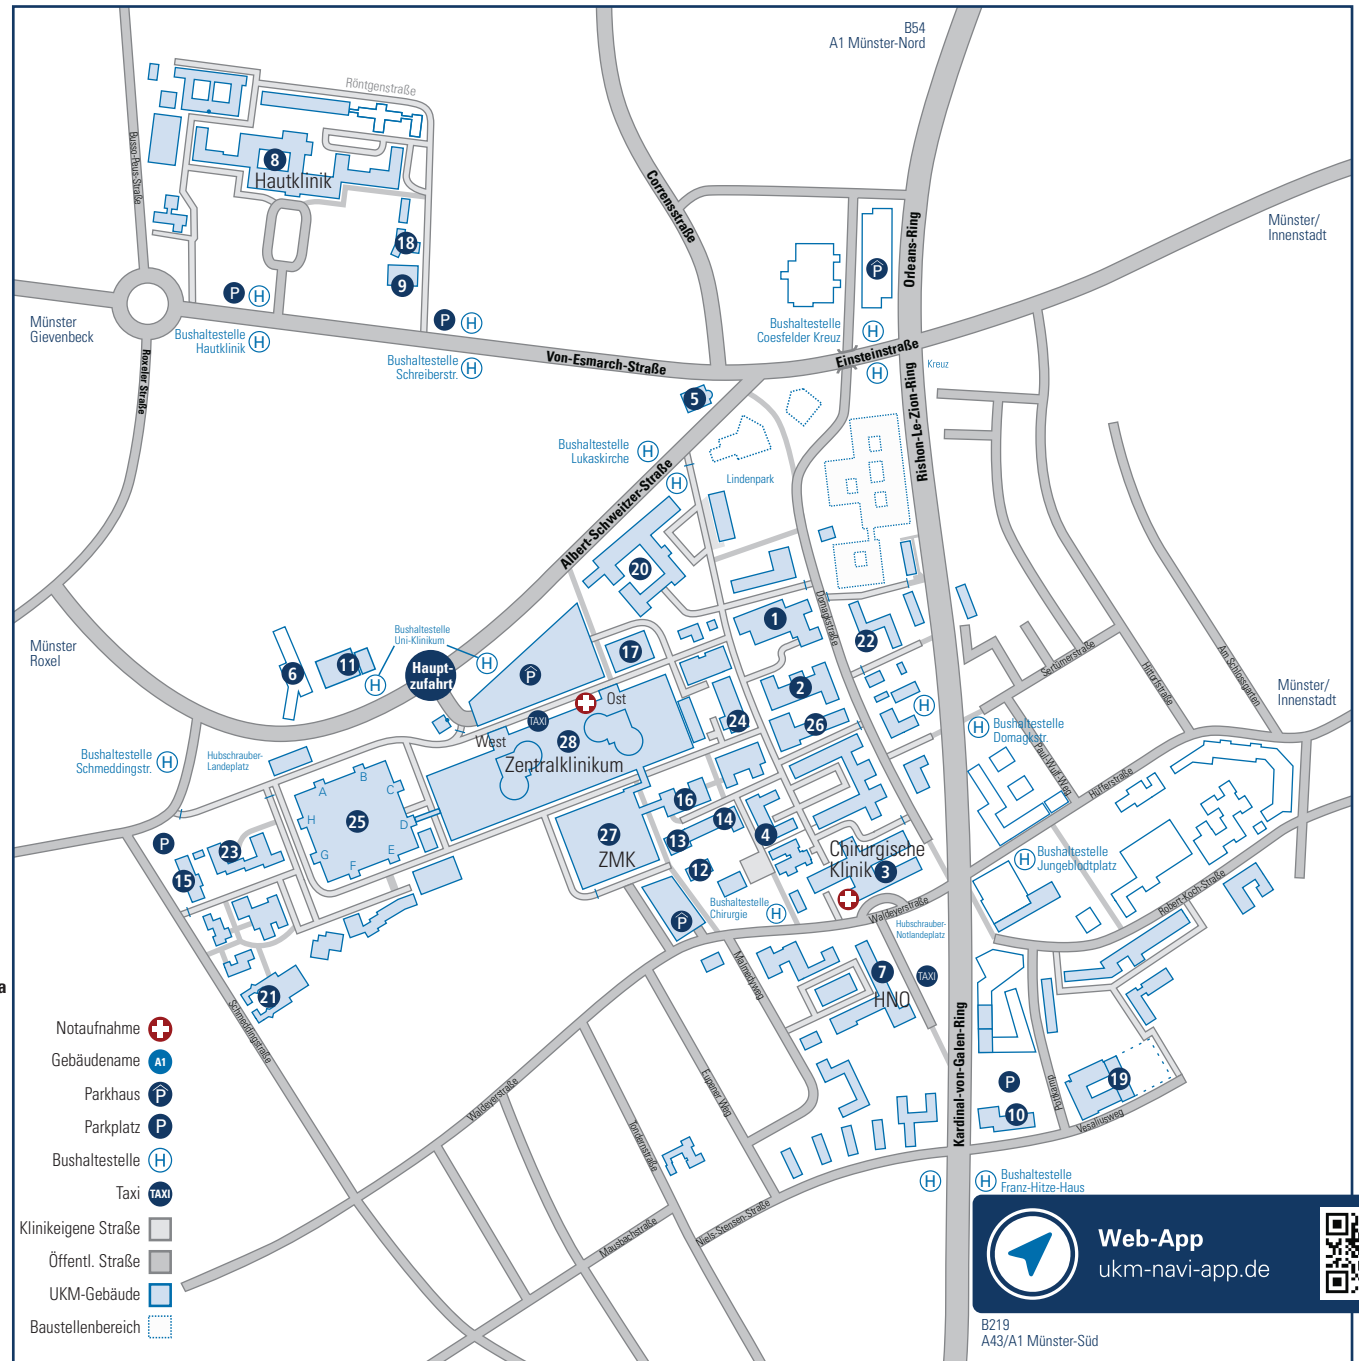 B54
A1 Münster-Nord
Röntgenstraße
Busso-Peus-Straße
8
Hautklinik
Corrensstraße
Orleans-Ring
Münster/
Innenstadt
18
9
P
H
P
H
P
Münster
Gievenbeck
Bushaltestelle
Hautklinik
H
Bushaltestelle
Schreiberstr.
H
Roxeler Straße
Von-Esmarch-Straße
Bushaltestelle
Coesfelder Kreuz
H
H
Einsteinstraße
Kreuz
Rishon-Le-Zion-Ring
5
Bushaltestelle
Lukaskirche
H
H
Lindenpark
Albert-Schweitzer-Straße
20
Domagkstraße
1
22
17
Münster
Roxel
6
11
Bushaltestelle
Uni-Klinikum
H
H
Haupt-
zufahrt
P
Ost
TAXI
West
28
Zentralklinikum
2
24
26
H
H
Bushaltestelle
Domagkstr.
Sertürmerstraße
Hittorfstraße
Am Schlossgarten
Münster/
Innenstadt
Paul-Wulf-Weg
Hüfferstraße
Bushaltestelle
Schmeddingstr.
H
Hubschrauber-
Landeplatz
A
B
C
D
E
F
G
H
25
P
23
15
21
16
14
13
12
4
27
ZMK
P
Chirurgische
Klinik
3
Bushaltestelle
Chirurgie
H
Waldeyerstraße
Hubschrauber-
Notlandeplatz
H
Bushaltestelle
Jungeblodtplatz
Robert-Koch-Straße
7
HNO
TAXI
Malmedyweg
Schmeddingstraße
Waldeyerstraße
Eupener Weg
Tondernstraße
Mausbachstraße
Niels-Stensen-Straße
Kardinal-von-Galen-Ring
P
10
Pottkamp
19
Vesaliusweg
H
H
Bushaltestelle
Franz-Hitze-Haus
a
Notaufnahme
Gebäudename A1
Parkhaus P
Parkplatz P
Bushaltestelle H
Taxi TAXI
Klinikeigene Straße
Öffentl. Straße
UKM-Gebäude
Baustellenbereich
Web-App
ukm-navi-app.de
B219
A43/A1 Münster-Süd